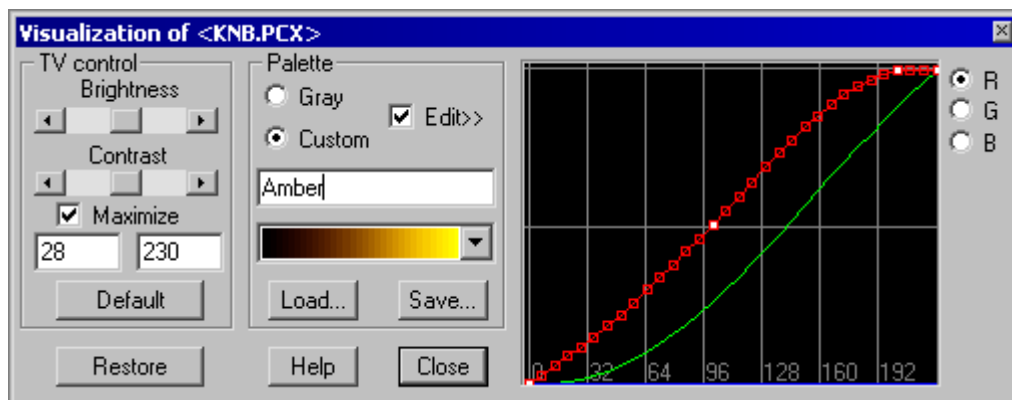 Visualization of <KNB.PCX>
TV control
Brightness
Contrast
Maximize
28 230
Default
Restore
Palette
Gray
Custom
Edit>>
Amber
Load... Save...
Help Close
0 32 64 96 128 160 192
R
G
B